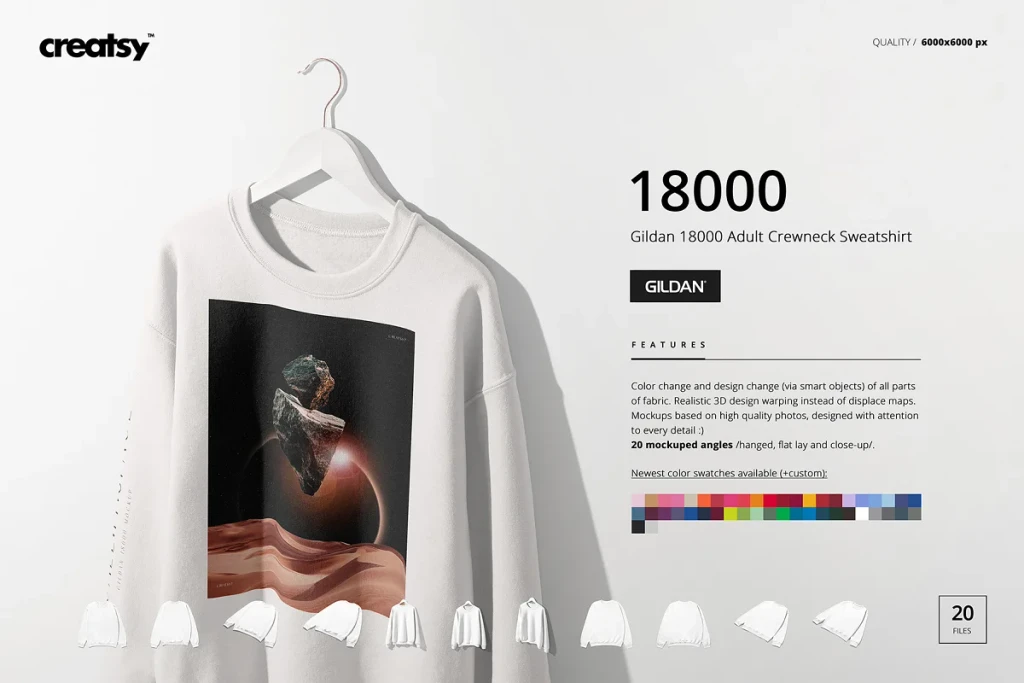 creatsy™
QUALITY / 6000x6000 px
18000
Gildan 18000 Adult Crewneck Sweatshirt
GILDAN®
FEATURES
Color change and design change (via smart objects) of all parts
of fabric. Realistic 3D design warping instead of displace maps.
Mockups based on high quality photos, designed with attention
to every detail :)
20 mockuped angles /hanged, flat lay and close-up/.
Newest color swatches available (+custom):
20
FILES